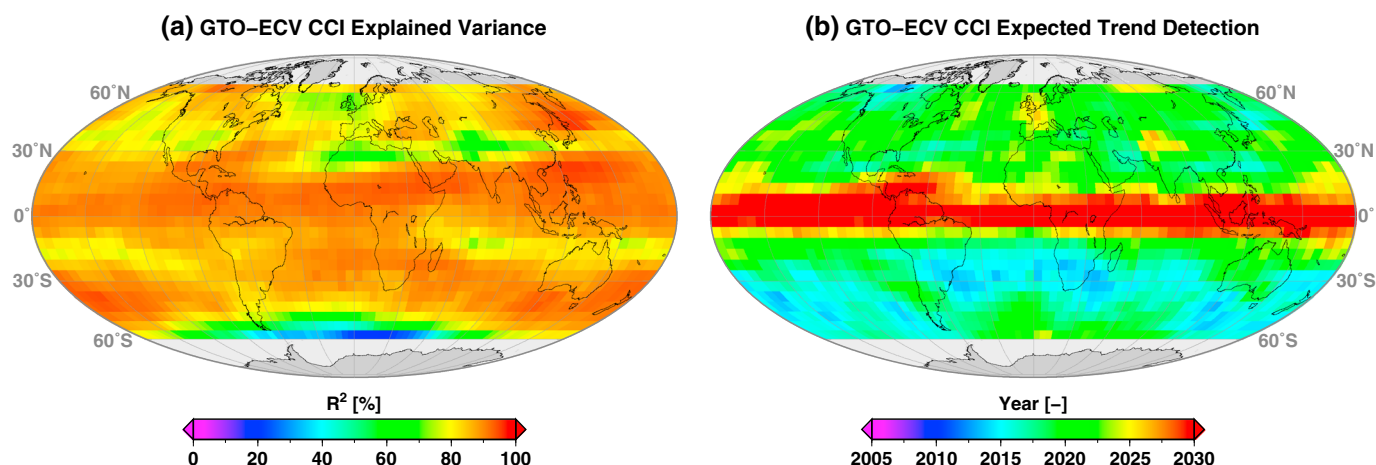 (a) GTO−ECV CCI Explained Variance
60˚N
30˚N
0˚
30˚S
60˚S
R² [%]
0 20 40 60 80 100
(b) GTO−ECV CCI Expected Trend Detection
60˚N
30˚N
0˚
30˚S
60˚S
Year [−]
2005 2010 2015 2020 2025 2030